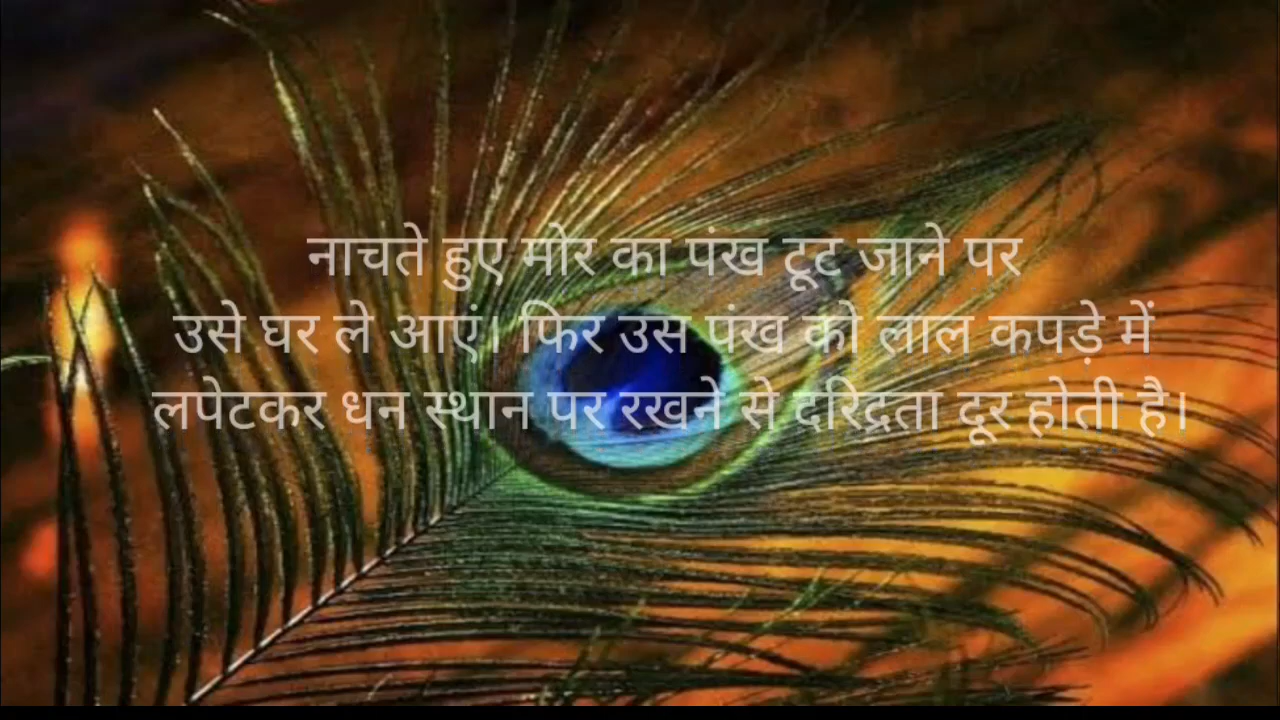 नाचते हुए मोर का पंख टूट जाने पर
उसे घर ले आएं। फिर उस पंख को लाल कपड़े में
लपेटकर धन स्थान पर रखने से दरिद्रता दूर होती है।